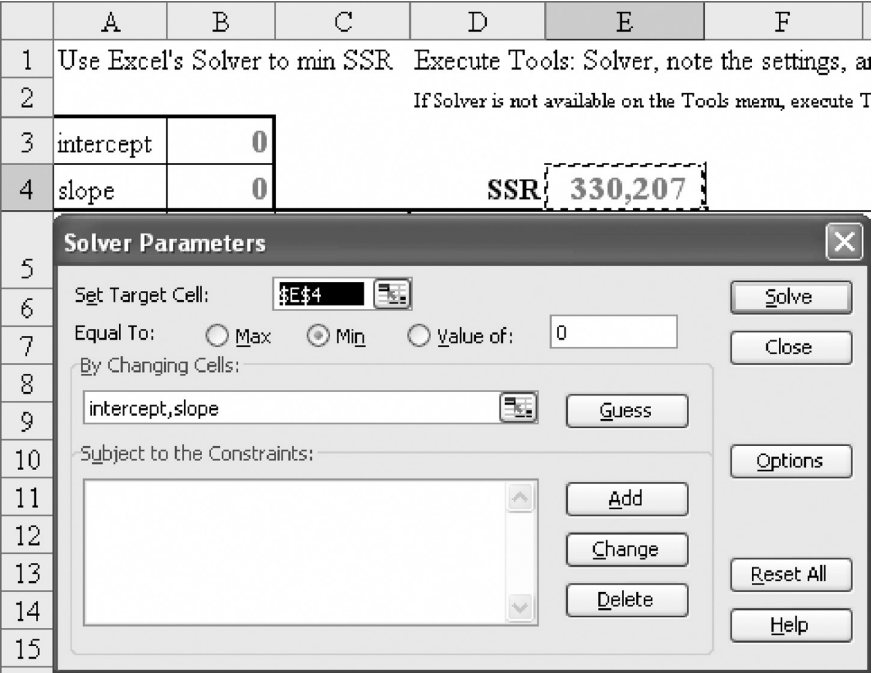 A B C D E F
1 Use Excel's Solver to min SSR Execute Tools: Solver, note the settings, a
2 If Solver is not available on the Tools menu, execute T
3 intercept 0
4 slope 0 SSR 330,207
Solver Parameters
5
Set Target Cell: $E$4 Solve
6
Equal To: Max Min Value of: 0
7 Close
By Changing Cells:
8
intercept,slope Guess
9
Subject to the Constraints: Options
10
11 Add
12
Change
13 Reset All
Delete
14 Help
15